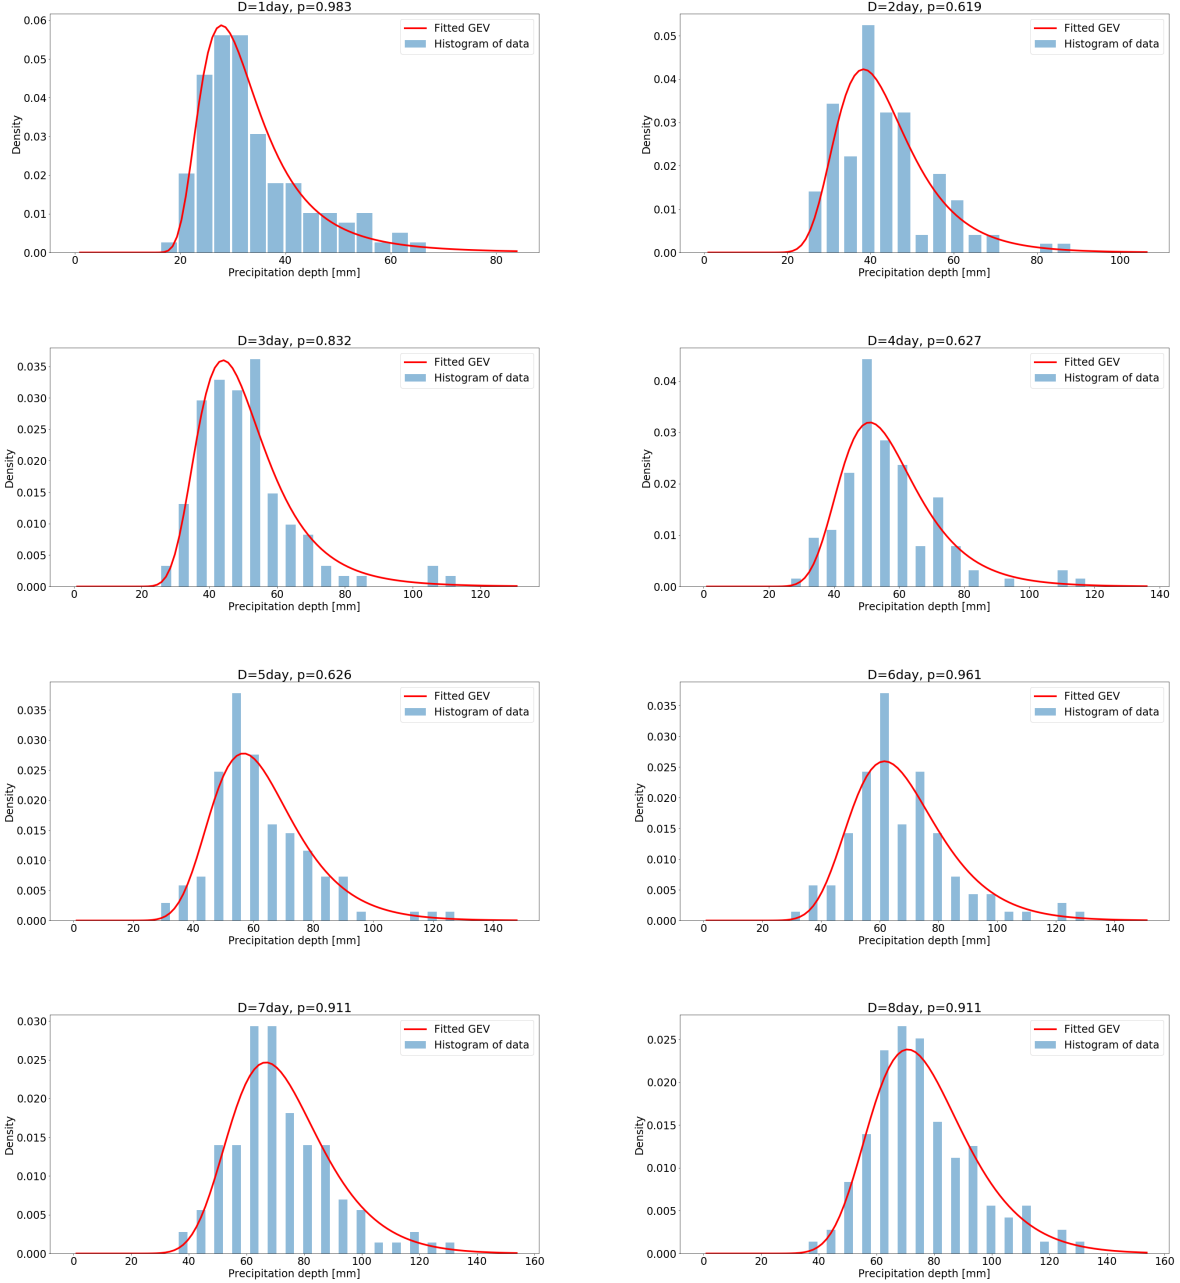 D=1day, p=0.983
0.06
0.05
0.04
0.03
0.02
0.01
0.00
Density
0 20 40 60 80
Precipitation depth [mm]
Fitted GEV
Histogram of data
D=2day, p=0.619
0.05
0.04
0.03
0.02
0.01
0.00
Density
0 20 40 60 80 100
Precipitation depth [mm]
Fitted GEV
Histogram of data
D=3day, p=0.832
0.035
0.030
0.025
0.020
0.015
0.010
0.005
0.000
Density
0 20 40 60 80 100 120
Precipitation depth [mm]
Fitted GEV
Histogram of data
D=4day, p=0.627
0.04
0.03
0.02
0.01
0.00
Density
0 20 40 60 80 100 120 140
Precipitation depth [mm]
Fitted GEV
Histogram of data
D=5day, p=0.626
0.035
0.030
0.025
0.020
0.015
0.010
0.005
0.000
Density
0 20 40 60 80 100 120 140
Precipitation depth [mm]
Fitted GEV
Histogram of data
D=6day, p=0.961
0.035
0.030
0.025
0.020
0.015
0.010
0.005
0.000
Density
0 20 40 60 80 100 120 140
Precipitation depth [mm]
Fitted GEV
Histogram of data
D=7day, p=0.911
0.030
0.025
0.020
0.015
0.010
0.005
0.000
Density
0 20 40 60 80 100 120 140 160
Precipitation depth [mm]
Fitted GEV
Histogram of data
D=8day, p=0.911
0.025
0.020
0.015
0.010
0.005
0.000
Density
0 20 40 60 80 100 120 140 160
Precipitation depth [mm]
Fitted GEV
Histogram of data